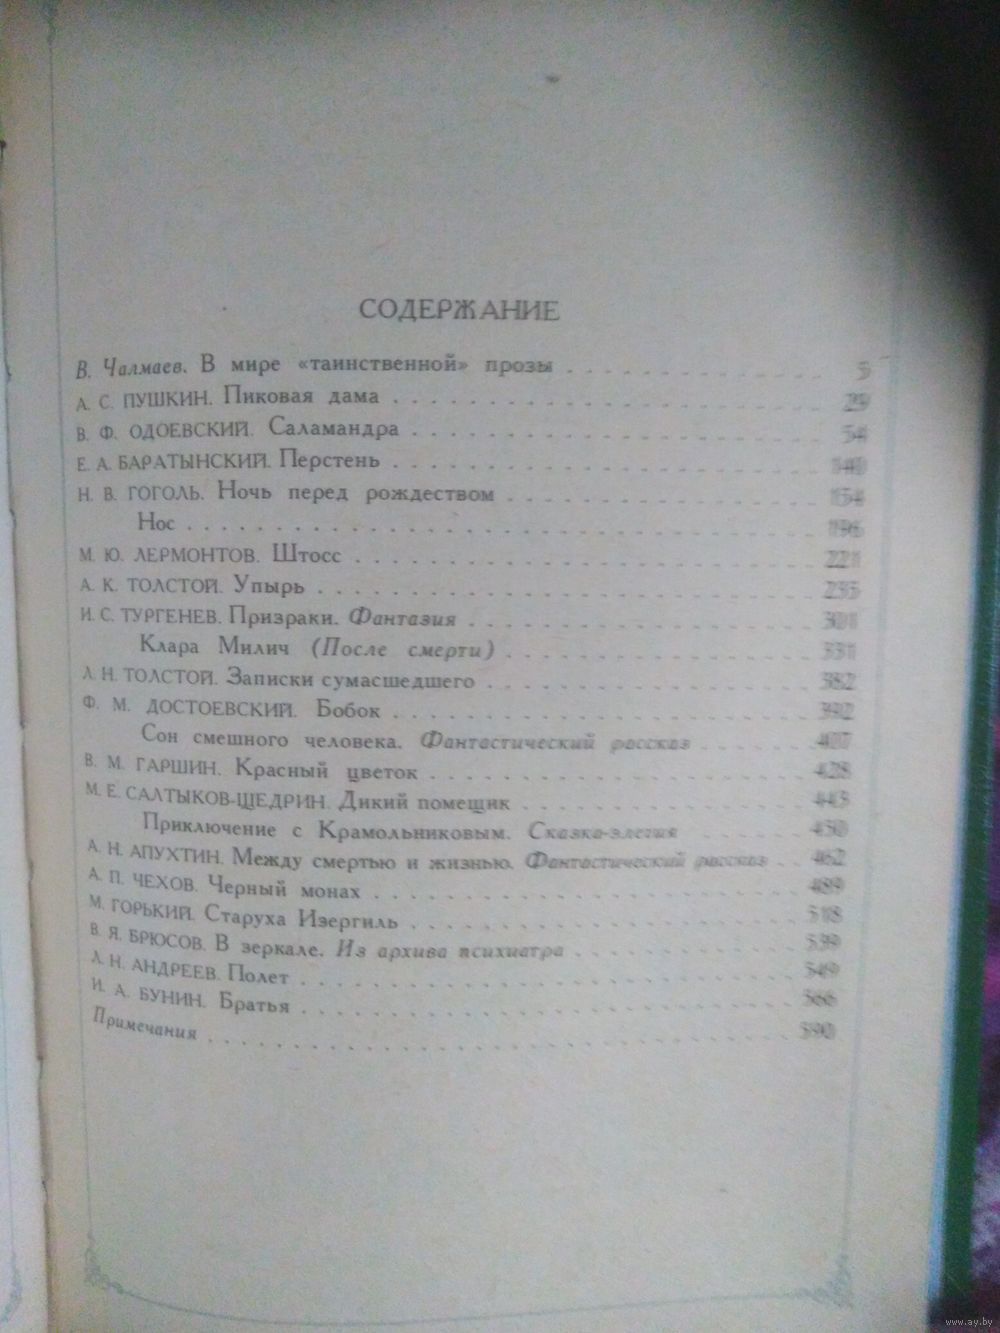 СОДЕРЖАНИЕ
В. Чалмаев. В мире «таинственной» прозы . . . . . . . . . . . . 5
А. С. ПУШКИН. Пиковая дама . . . . . . . . . . . . 29
В. Ф. ОДОЕВСКИЙ. Саламандра . . . . . . . . . . . . 54
Е. А. БАРАТЫНСКИЙ. Перстень . . . . . . . . . . . . 140
Н. В. ГОГОЛЬ. Ночь перед рождеством . . . . . . . . . . . . 154
Нос . . . . . . . . . . . . 196
М. Ю. ЛЕРМОНТОВ. Штосс . . . . . . . . . . . . 221
А. К. ТОЛСТОЙ. Упырь . . . . . . . . . . . . 235
И. С. ТУРГЕНЕВ. Призраки. Фантазия . . . . . . . . . . . . 301
Клара Милич (После смерти) . . . . . . . . . . . . 331
Л. Н. ТОЛСТОЙ. Записки сумасшедшего . . . . . . . . . . . . 382
Ф. М. ДОСТОЕВСКИЙ. Бобок . . . . . . . . . . . . 392
Сон смешного человека. Фантастический рассказ . . . . . .
В. М. ГАРШИН. Красный цветок . . . . . . . . . . . . 428
М. Е. САЛТЫКОВ-ЩЕДРИН. Дикий помещик . . . . . . . . . . . . 443
Приключение с Крамольниковым. Сказка-элегия . . . . . . 450
А. Н. АПУХТИН. Между смертью и жизнью. Фантастический рассказ . . 462
А. П. ЧЕХОВ. Черный монах . . . . . . . . . . . . 489
М. ГОРЬКИЙ. Старуха Изергиль . . . . . . . . . . . . 518
В. Я. БРЮСОВ. В зеркале. Из архива психиатра . . . . . . . . . . . . 539
Л. Н. АНДРЕЕВ. Полет . . . . . . . . . . . . 549
И. А. БУНИН. Братья . . . . . . . . . . . . 566
Примечания . . . . . . . . . . . . 590
www.ay.by